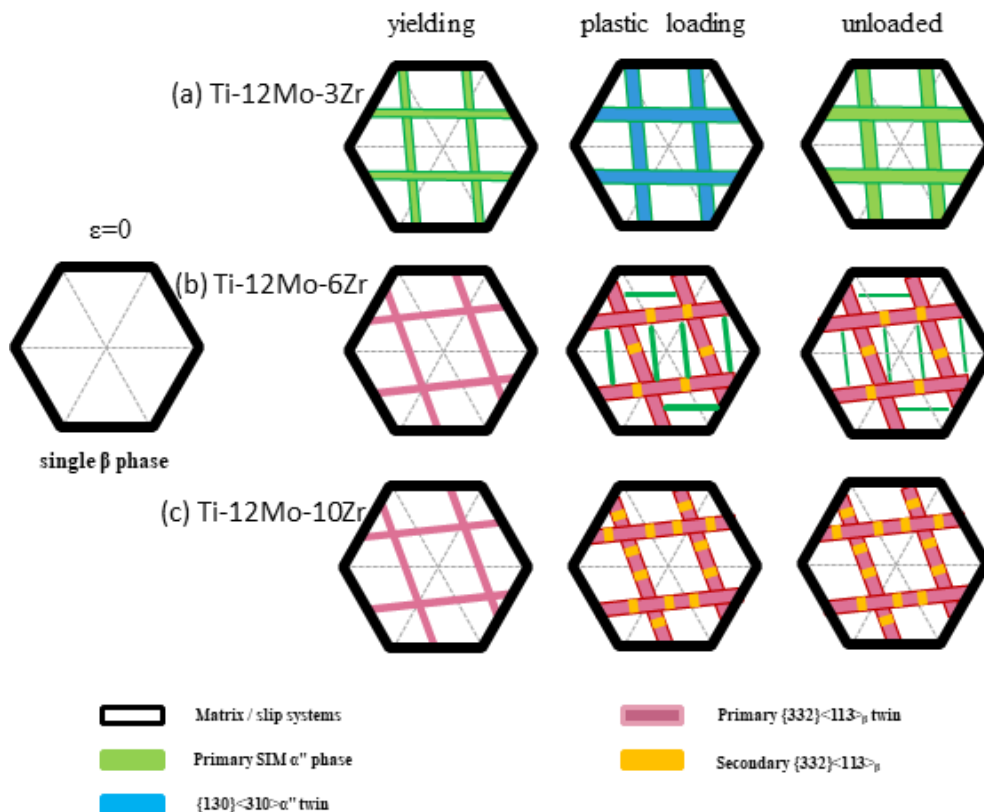 yielding plastic loading unloaded
(a) Ti-12Mo-3Zr
ε=0
(b) Ti-12Mo-6Zr
single β phase
(c) Ti-12Mo-10Zr
Matrix / slip systems
Primary SIM α" phase
{130}<310>α" twin
Primary {332}<113>β twin
Secondary {332}<113>β